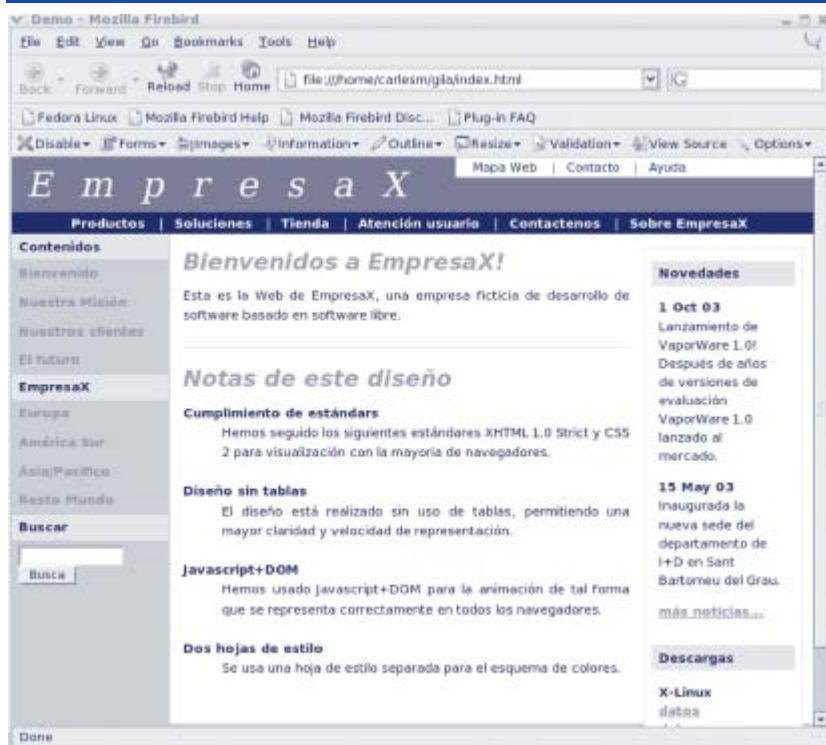 Demo - Mozilla Firebird
File Edit View Go Bookmarks Tools Help
Back Forward Reload Stop Home file:///home/carlesm/gila/index.html
Fedora Linux Mozilla Firebird Help Mozilla Firebird Disc... Plug-in FAQ
Disable Forms Images Information Outline Resize Validation View Source Options
Mapa Web | Contacto | Ayuda
EmpresaX
Productos | Soluciones | Tienda | Atención usuario | Contactenos | Sobre EmpresaX
Contenidos
Bienvenido
Nuestra Misión
Nuestros clientes
El futuro
EmpresaX
Europa
América Sur
Asia/Pacífico
Resto Mundo
Buscar
Busca
Bienvenidos a EmpresaX!
Esta es la Web de EmpresaX, una empresa ficticia de desarrollo de
software basado en software libre.
Notas de este diseño
Cumplimiento de estándars
Hemos seguido los siguientes estándares XHTML 1.0 Strict y CSS
2 para visualización con la mayoria de navegadores.
Diseño sin tablas
El diseño está realizado sin uso de tablas, permitiendo una
mayor claridad y velocidad de representación.
Javascript+DOM
Hemos usado Javascript+DOM para la animación de tal forma
que se representa correctamente en todos los navegadores.
Dos hojas de estilo
Se usa una hoja de estilo separada para el esquema de colores.
Novedades
1 Oct 03
Lanzamiento de
VaporWare 1.0!
Después de años
de versiones de
evaluación
VaporWare 1.0
lanzado al
mercado.
15 May 03
Inaugurada la
nueva sede del
departamento de
I+D en Sant
Bartomeu del Grau.
más noticias...
Descargas
X-Linux
datos
Done